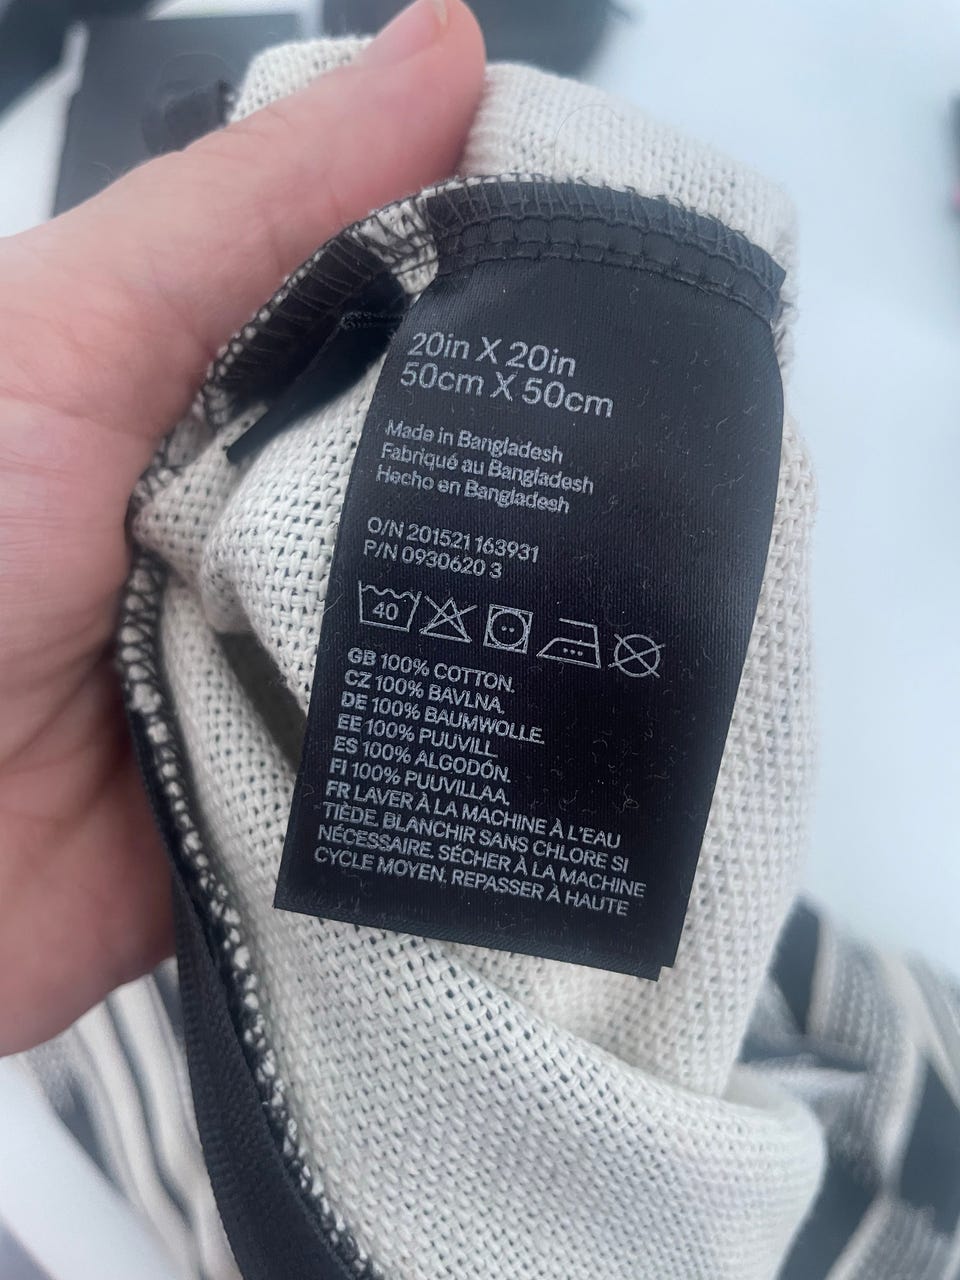 20in X 20in
50cm X 50cm
Made in Bangladesh
Fabriqué au Bangladesh
Hecho en Bangladesh
O/N 201521 163931
P/N 0930620 3
40
GB 100% COTTON.
CZ 100% BAVLNA.
DE 100% BAUMWOLLE.
EE 100% PUUVILL.
ES 100% ALGODÓN.
FI 100% PUUVILLAA.
FR LAVER À LA MACHINE À L'EAU
TIÈDE. BLANCHIR SANS CHLORE SI
NÉCESSAIRE. SÉCHER À LA MACHINE
CYCLE MOYEN. REPASSER À HAUTE